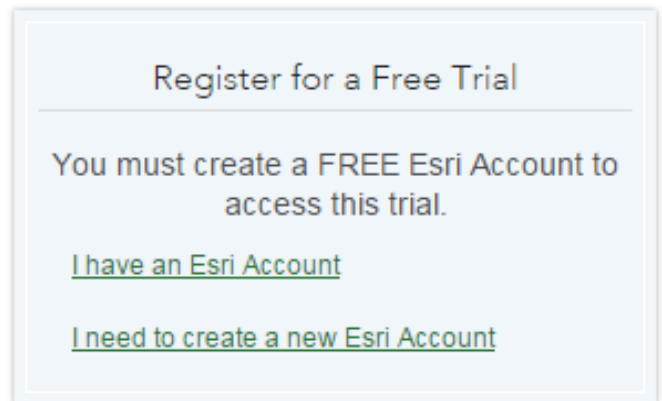 Register for a Free Trial
You must create a FREE Esri Account to
access this trial.
I have an Esri Account
I need to create a new Esri Account